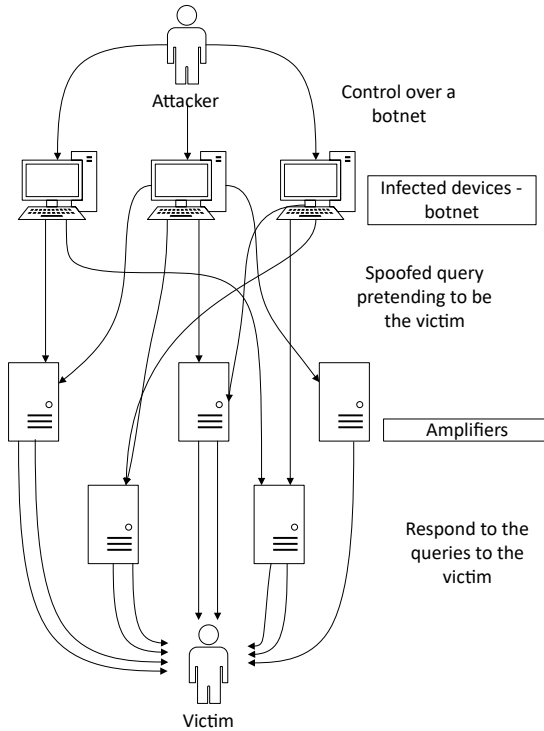 Attacker
Control over a
botnet
Infected devices -
botnet
Spoofed query
pretending to be
the victim
Amplifiers
Respond to the
queries to the
victim
Victim